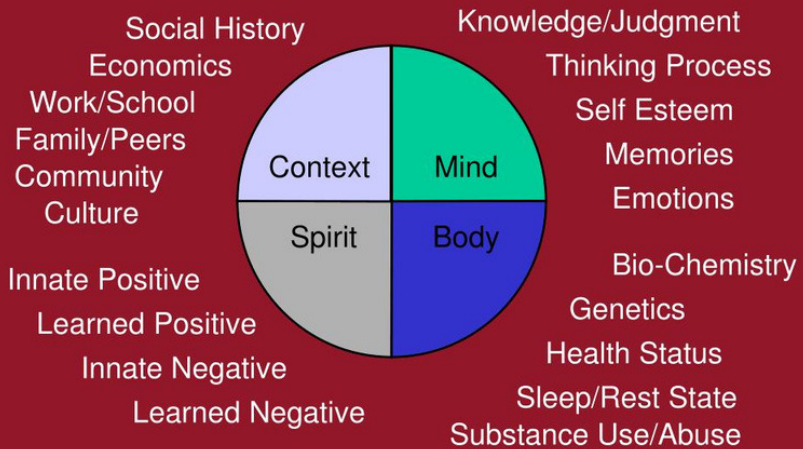 Social History
Economics
Work/School
Family/Peers
Community
Culture
Knowledge/Judgment
Thinking Process
Self Esteem
Memories
Emotions
Context
Mind
Spirit
Body
Innate Positive
Learned Positive
Innate Negative
Learned Negative
Bio-Chemistry
Genetics
Health Status
Sleep/Rest State
Substance Use/Abuse